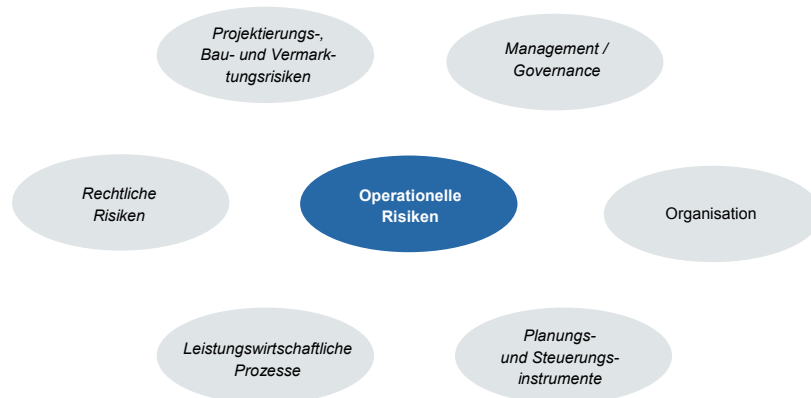 Projektierungs-,
Bau- und Vermark-
tungsrisiken
Management /
Governance
Rechtliche
Risiken
Operationelle
Risiken
Organisation
Leistungswirtschaftliche
Prozesse
Planungs-
und Steuerungs-
instrumente